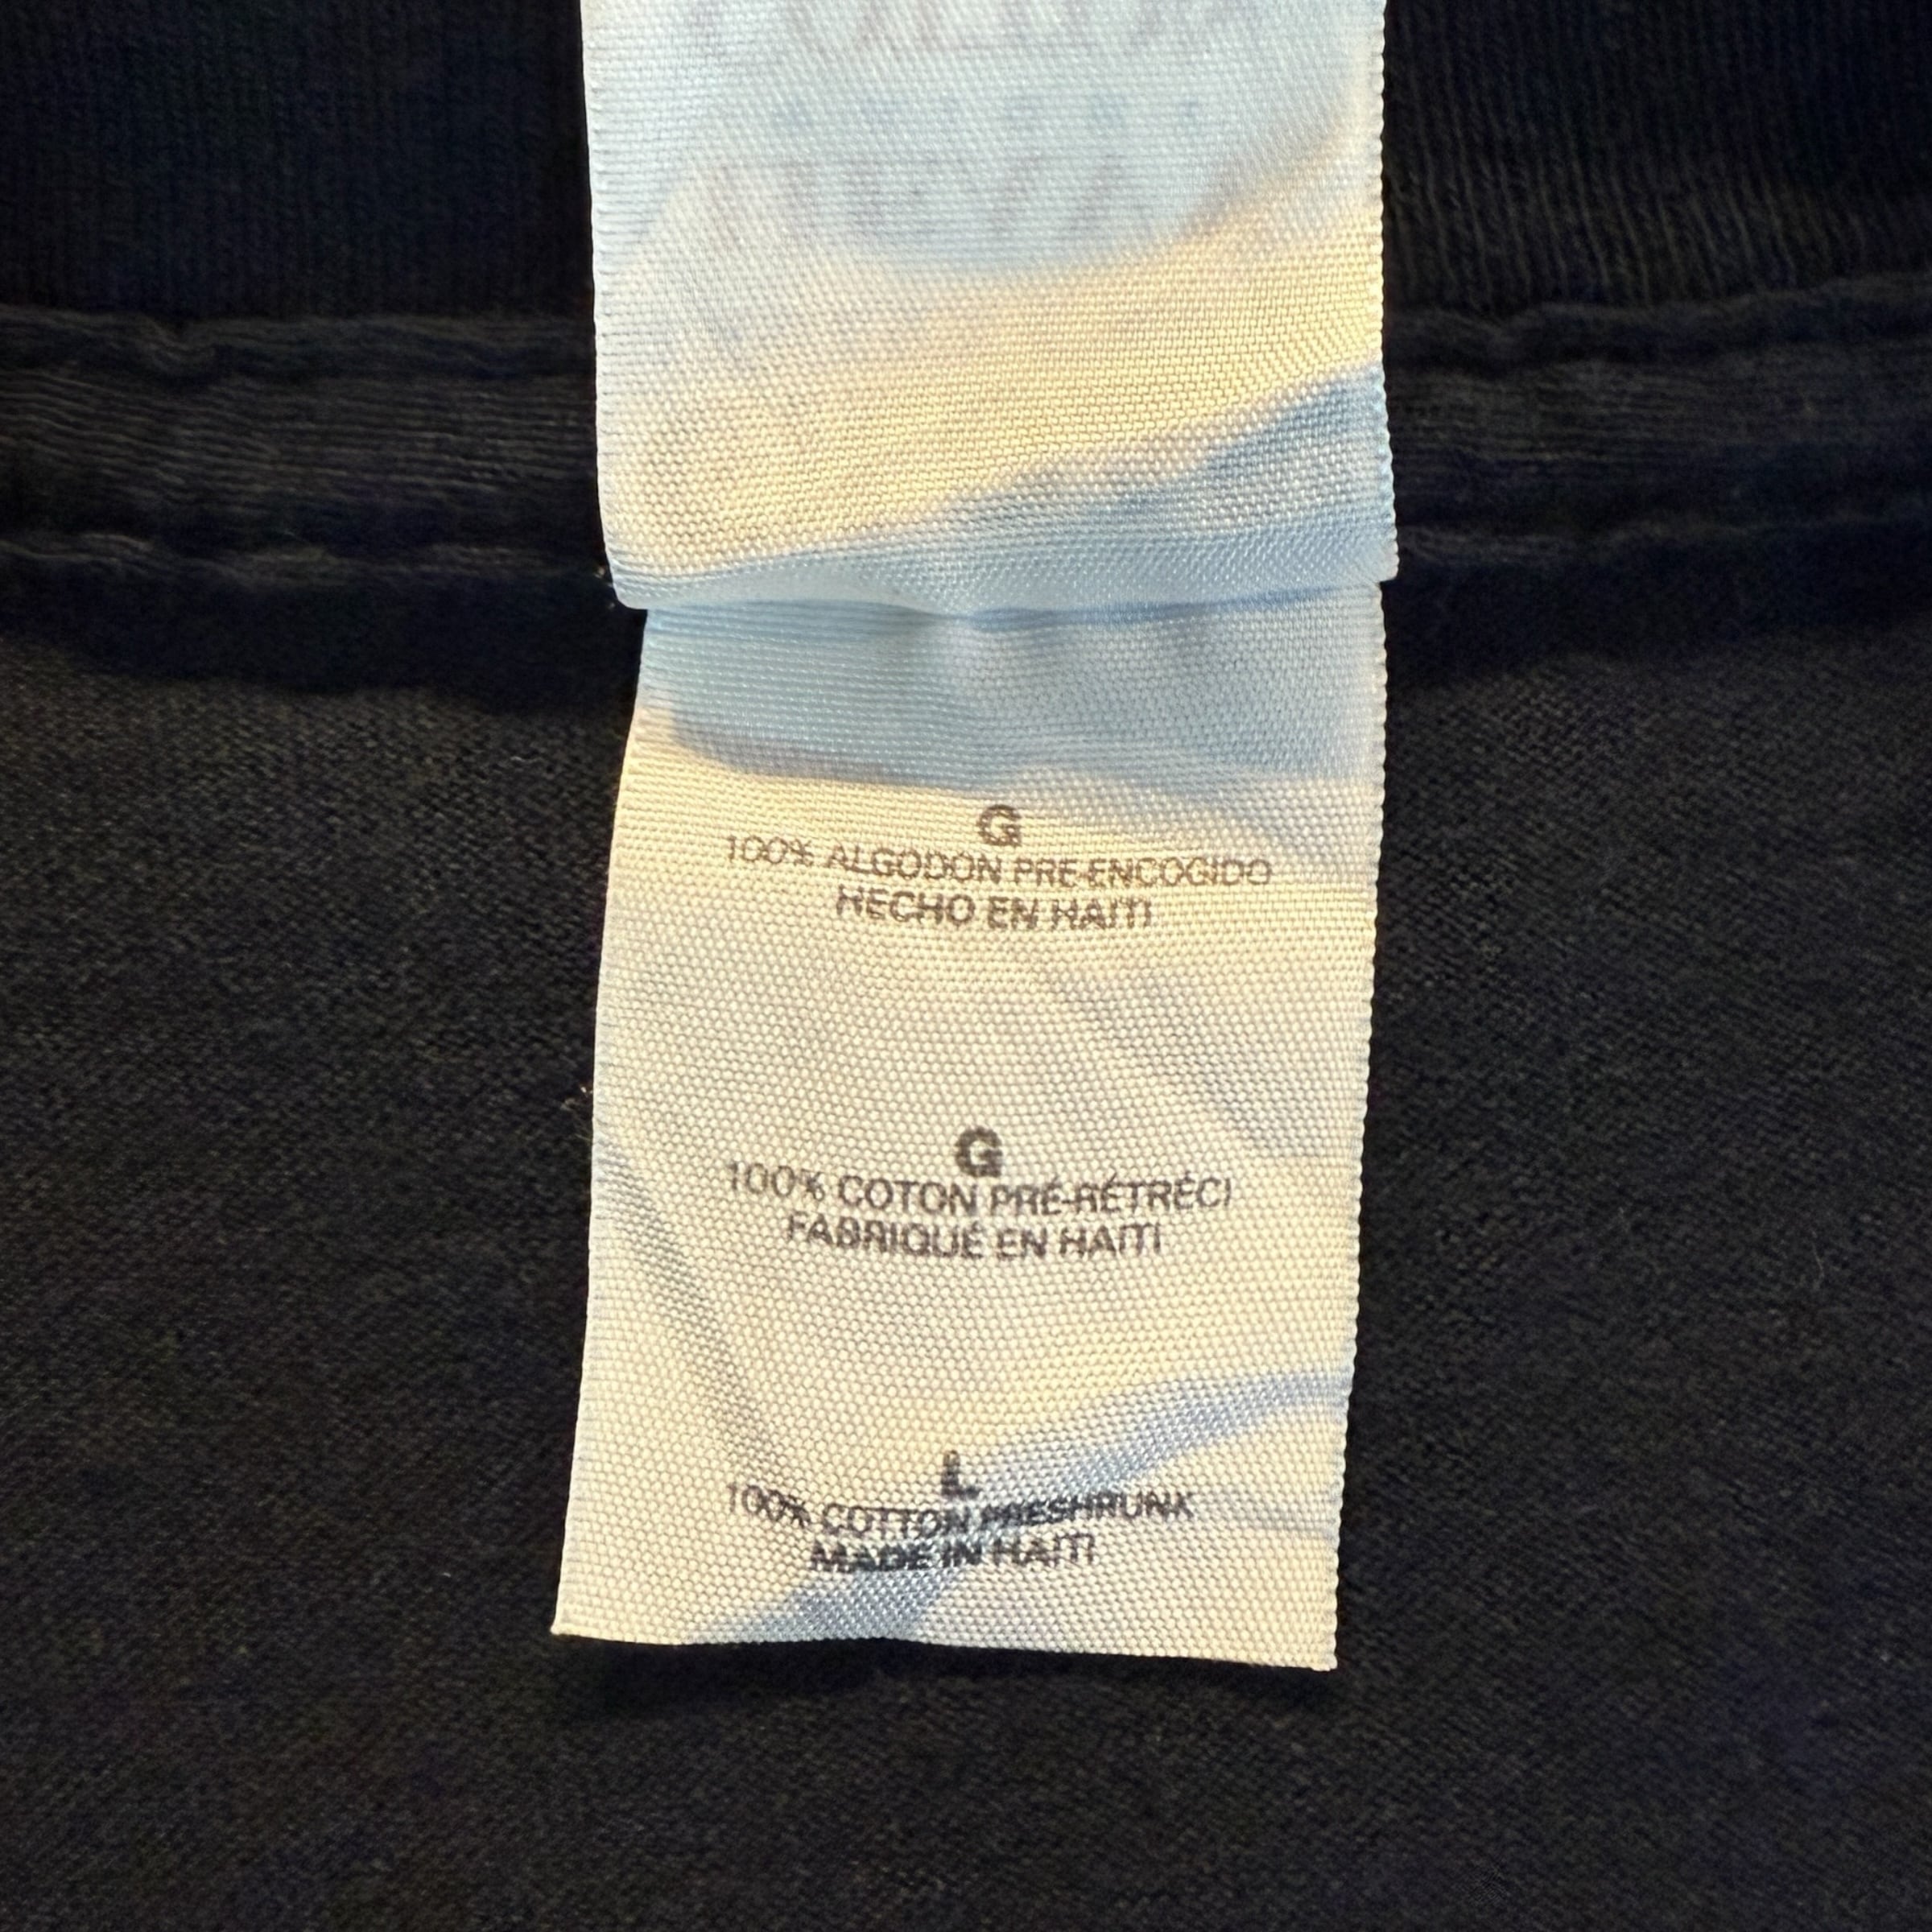 G
100% ALGODON PRE-ENCOGIDO
HECHO EN HAITI
G
100% COTON PRÉ-RÉTRÉCI
FABRIQUÉ EN HAITI
L
100% COTTON PRESHRUNK
MADE IN HAITI